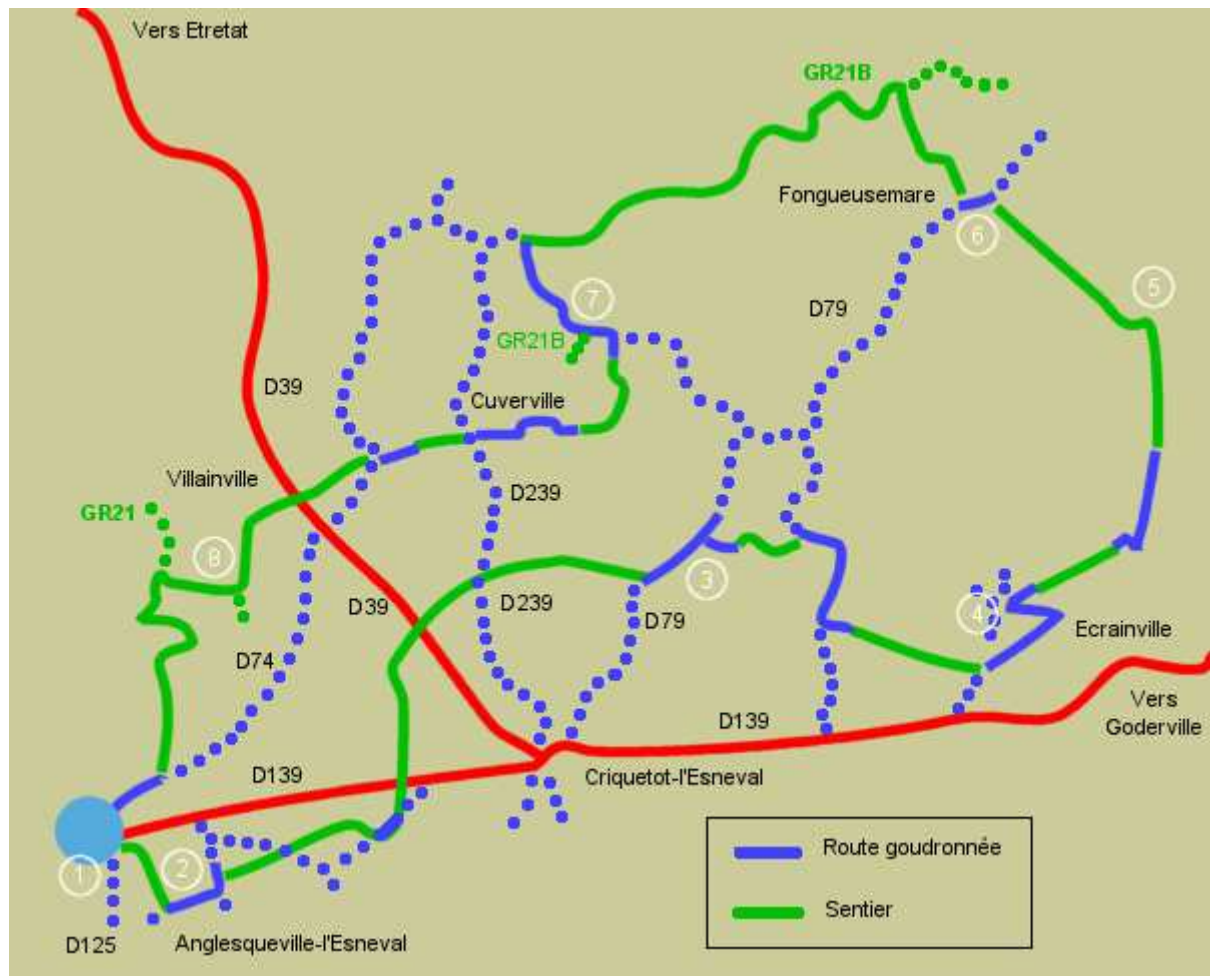 Vers Etretat
GR21B
Fongueusemare
6
5
7
D79
GR21B
D39
Cuverville
Villainville
D239
GR21
8
3
D39
D239
D79
4
Ecrainville
D74
Vers
Goderville
D139
D139
Criquetot-l'Esneval
1
2
D125
Anglesqueville-l'Esneval
Route goudronnée
Sentier